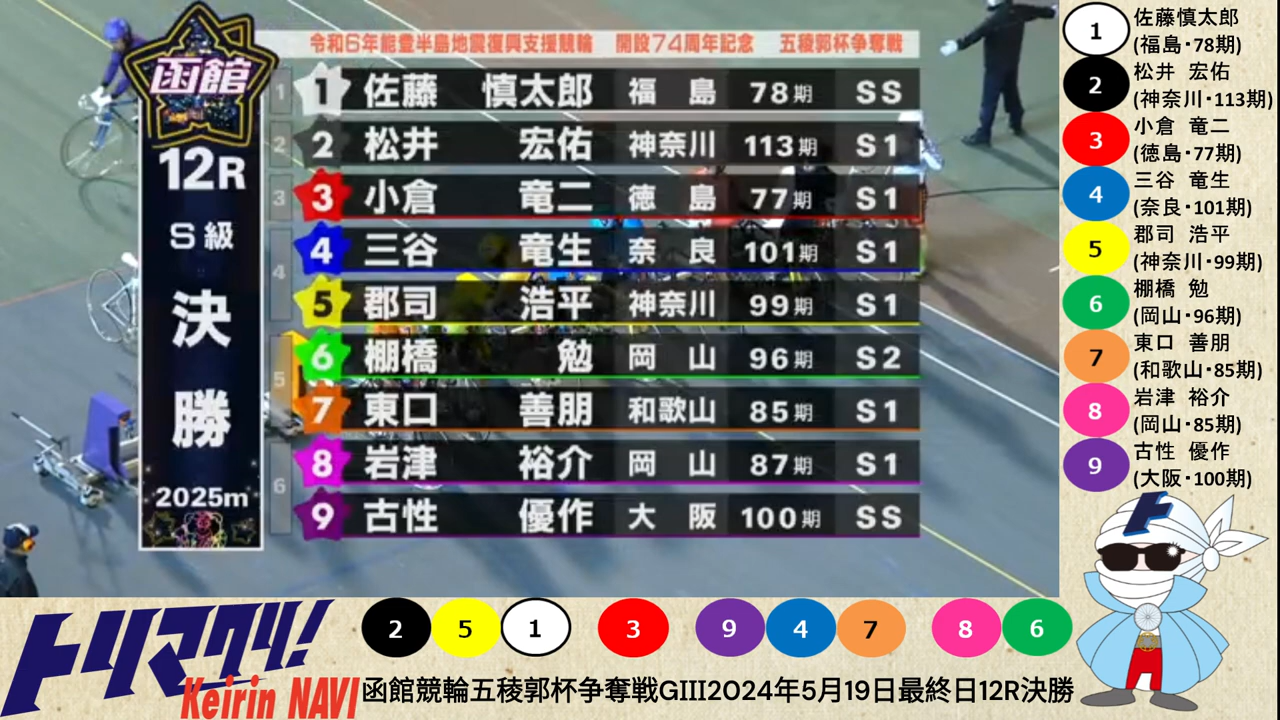 令和6年能登半島地震復興支援競輪 開設74周年記念 五稜郭杯争奪戦
函館
12R
S級
決勝
2025m
1 1 佐藤 慎太郎 福島 78期 SS
2 2 松井 宏佑 神奈川 113期 S1
3 3 小倉 竜二 徳島 77期 S1
4 4 三谷 竜生 奈良 101期 S1
5 郡司 浩平 神奈川 99期 S1
5 6 棚橋 勉 岡山 96期 S2
7 東口 善朋 和歌山 85期 S1
6 8 岩津 裕介 岡山 87期 S1
9 古性 優作 大阪 100期 SS
1 佐藤慎太郎
(福島・78期)
2 松井 宏佑
(神奈川・113期)
3 小倉 竜二
(徳島・77期)
4 三谷 竜生
(奈良・101期)
5 郡司 浩平
(神奈川・99期)
6 棚橋 勉
(岡山・96期)
7 東口 善朋
(和歌山・85期)
8 岩津 裕介
(岡山・85期)
9 古性 優作
(大阪・100期)
トリマクリ!
Keirin NAVI
2 5 1 3 9 4 7 8 6
函館競輪五稜郭杯争奪戦GIII2024年5月19日最終日12R決勝